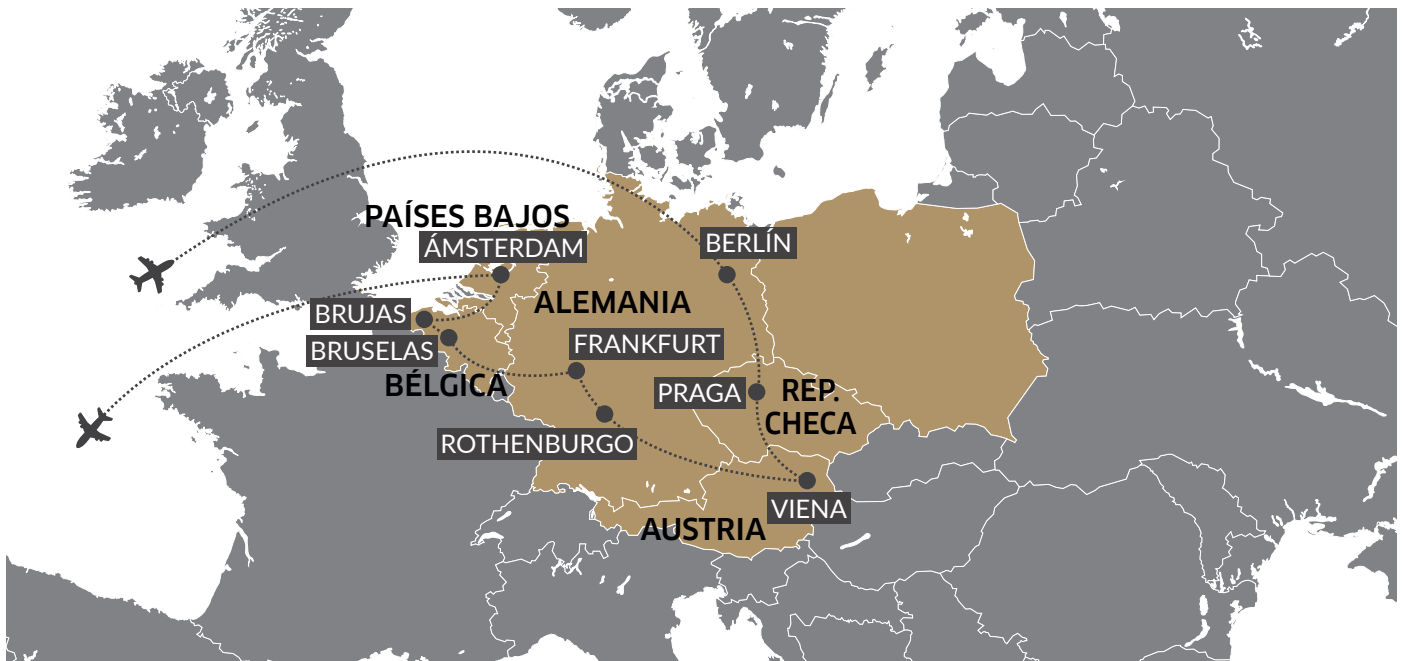 PAÍSES BAJOS
ÁMSTERDAM
BERLÍN
ALEMANIA
BRUJAS
BRUSELAS
FRANKFURT
BÉLGICA
PRAGA
REP.
CHECA
ROTHENBURGO
VIENA
AUSTRIA